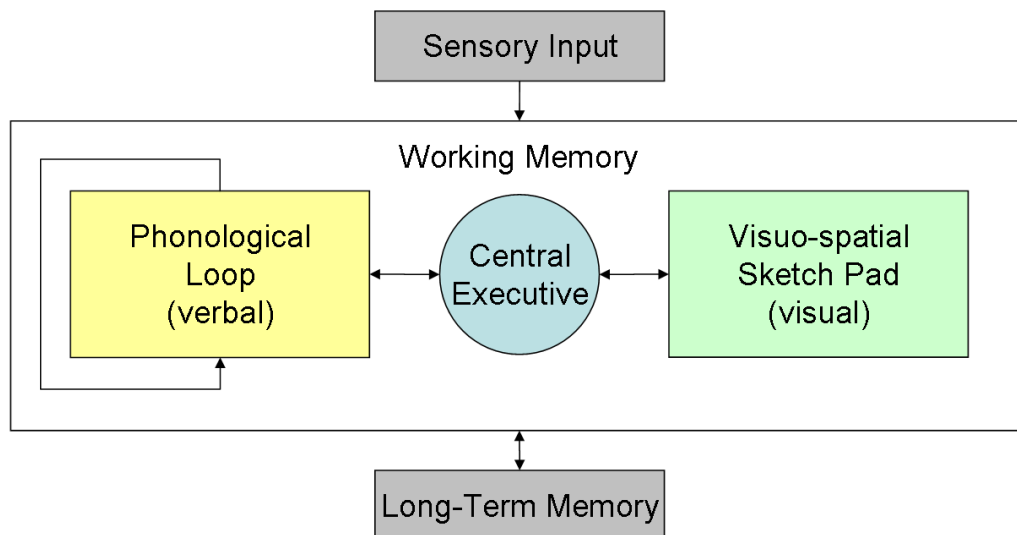 Sensory Input
Working Memory
Phonological
Loop
(verbal)
Central
Executive
Visuo-spatial
Sketch Pad
(visual)
Long-Term Memory